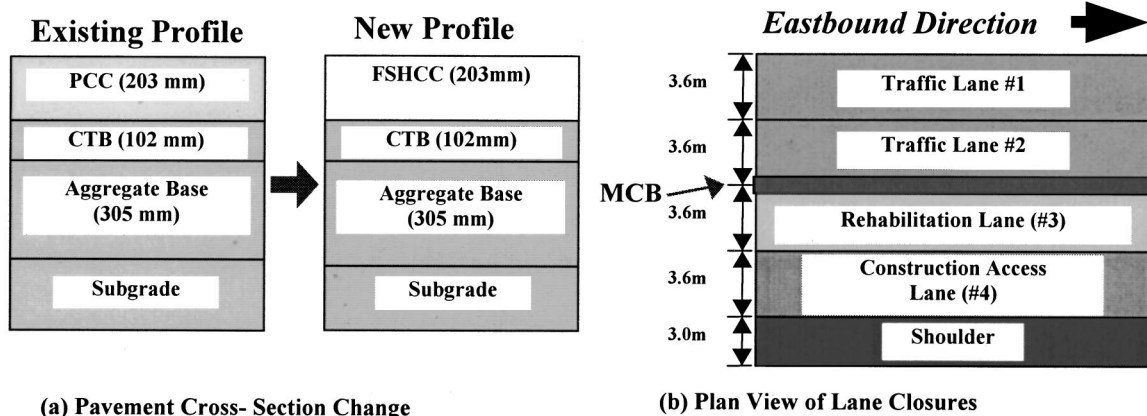 Existing Profile
PCC (203 mm)
CTB (102 mm)
Aggregate Base
(305 mm)
Subgrade
New Profile
FSHCC (203mm)
CTB (102mm)
Aggregate Base
(305 mm)
Subgrade
(a) Pavement Cross- Section Change
Eastbound Direction
3.6m
Traffic Lane #1
3.6m
Traffic Lane #2
MCB
3.6m
Rehabilitation Lane (#3)
3.6m
Construction Access
Lane (#4)
3.0m
Shoulder
(b) Plan View of Lane Closures